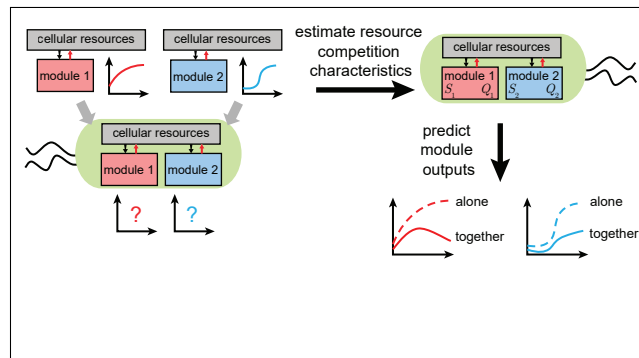 cellular resources
module 1
cellular resources
module 2
cellular resources
module 1
module 2
?
?
estimate resource
competition
characteristics
cellular resources
module 1
S1 Q1
module 2
S2 Q2
predict
module
outputs
alone
together
alone
together